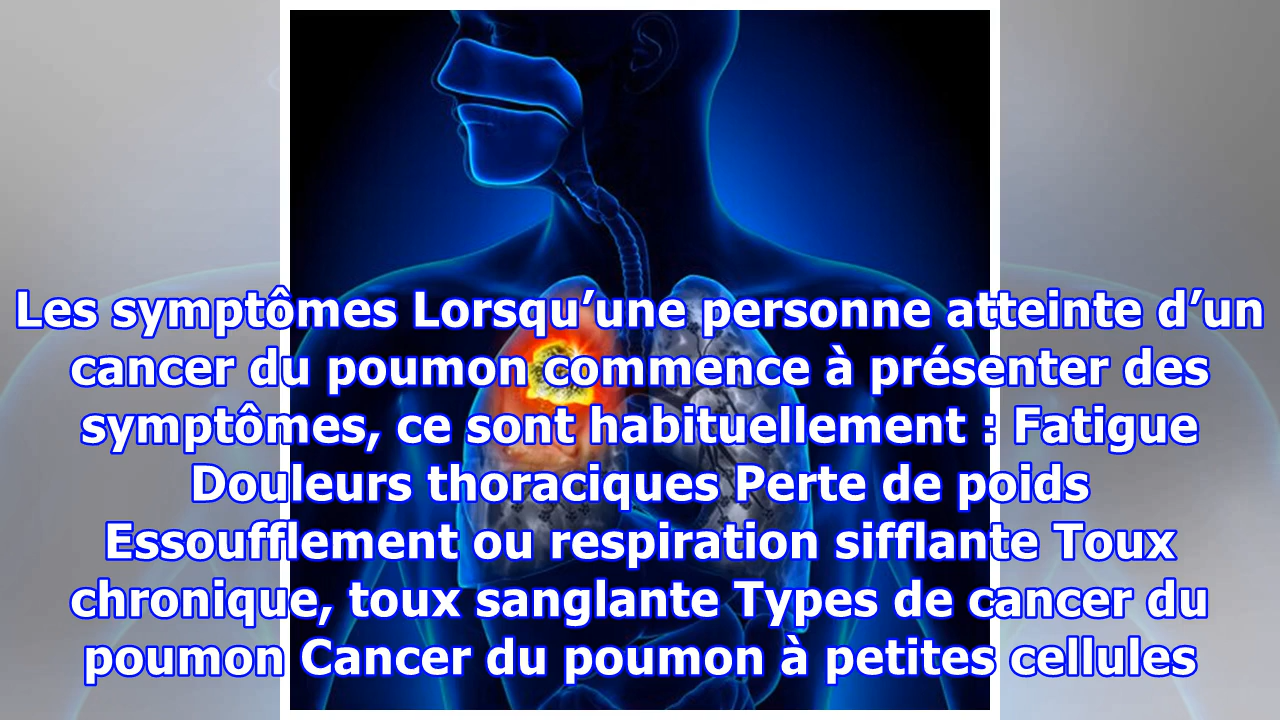 Les symptômes Lorsqu’une personne atteinte d’un
cancer du poumon commence à présenter des
symptômes, ce sont habituellement : Fatigue
Douleurs thoraciques Perte de poids
Essoufflement ou respiration sifflante Toux
chronique, toux sanglante Types de cancer du
poumon Cancer du poumon à petites cellules